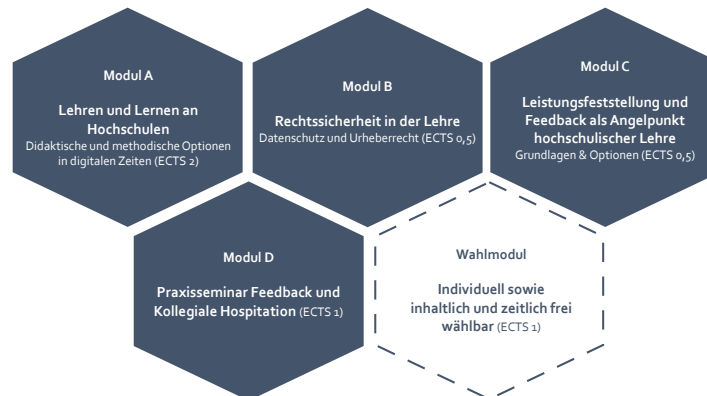 Modul A
Lehren und Lernen an
Hochschulen
Didaktische und methodische Optionen
in digitalen Zeiten (ECTS 2)
Modul B
Rechtssicherheit in der Lehre
Datenschutz und Urheberrecht (ECTS 0,5)
Modul C
Leistungsfeststellung und
Feedback als Angelpunkt
hochschulischer Lehre
Grundlagen & Optionen (ECTS 0,5)
Modul D
Praxisseminar Feedback und
Kollegiale Hospitation (ECTS 1)
Wahlmodul
Individuell sowie
inhaltlich und zeitlich frei
wählbar (ECTS 1)